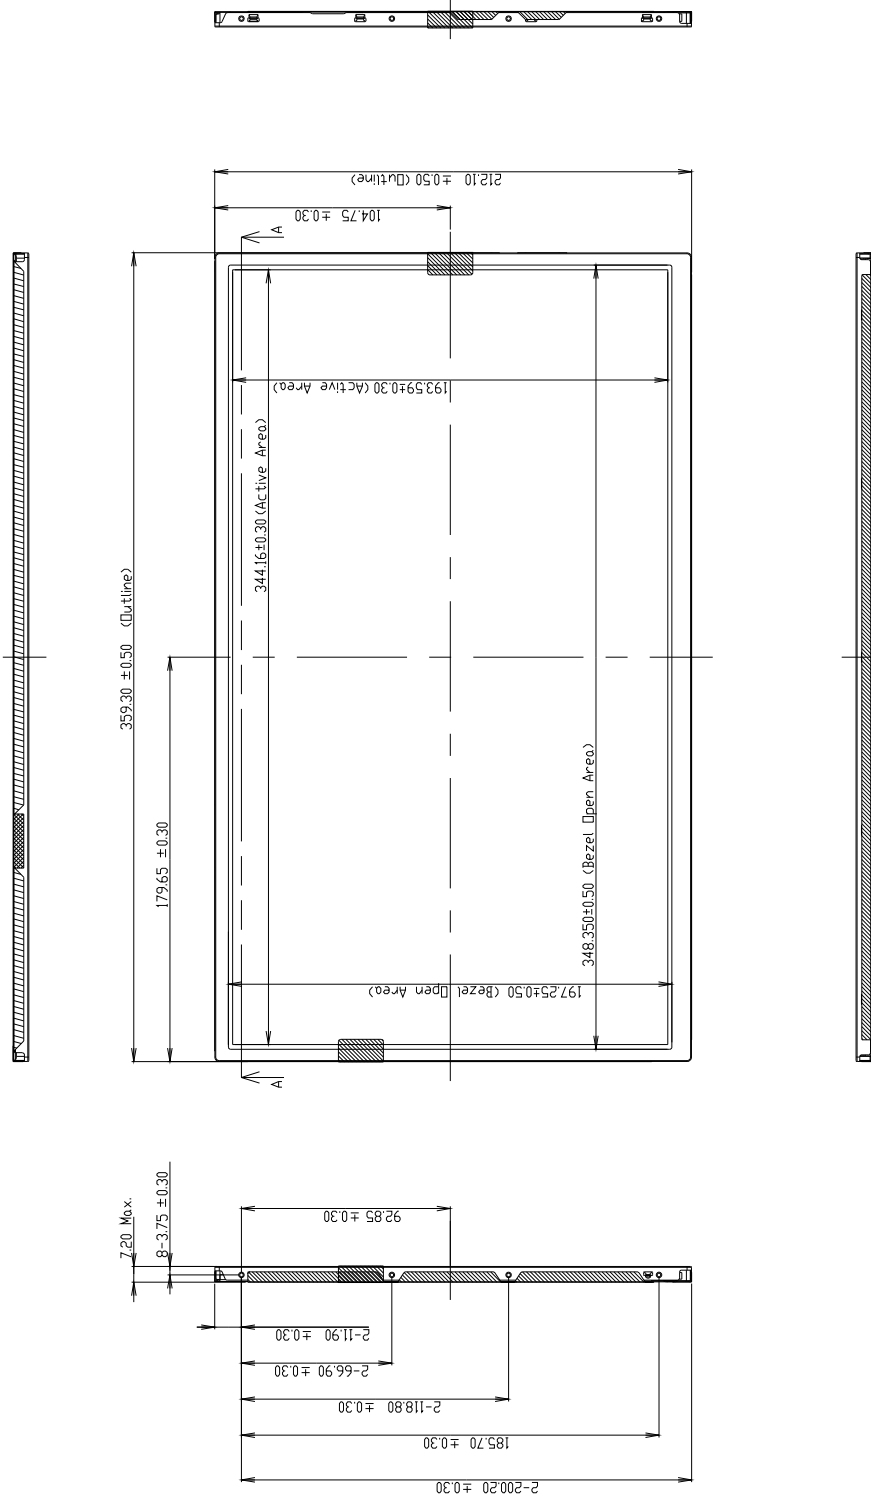 212.10 ±0.50 (Outline)
104.75 ±0.30
A
193.59±0.30 (Active Area)
344.16±0.30 (Active Area)
359.30 ±0.50 (Outline)
179.65 ±0.30
348.350±0.50 (Bezel Open Area)
197.25±0.50 (Bezel Open Area)
A
7.20 Max.
8-3.75 ±0.30
92.85 ±0.30
2-11.90 ±0.30
2-66.90 ±0.30
2-118.80 ±0.30
185.70 ±0.30
2-200.20 ±0.30